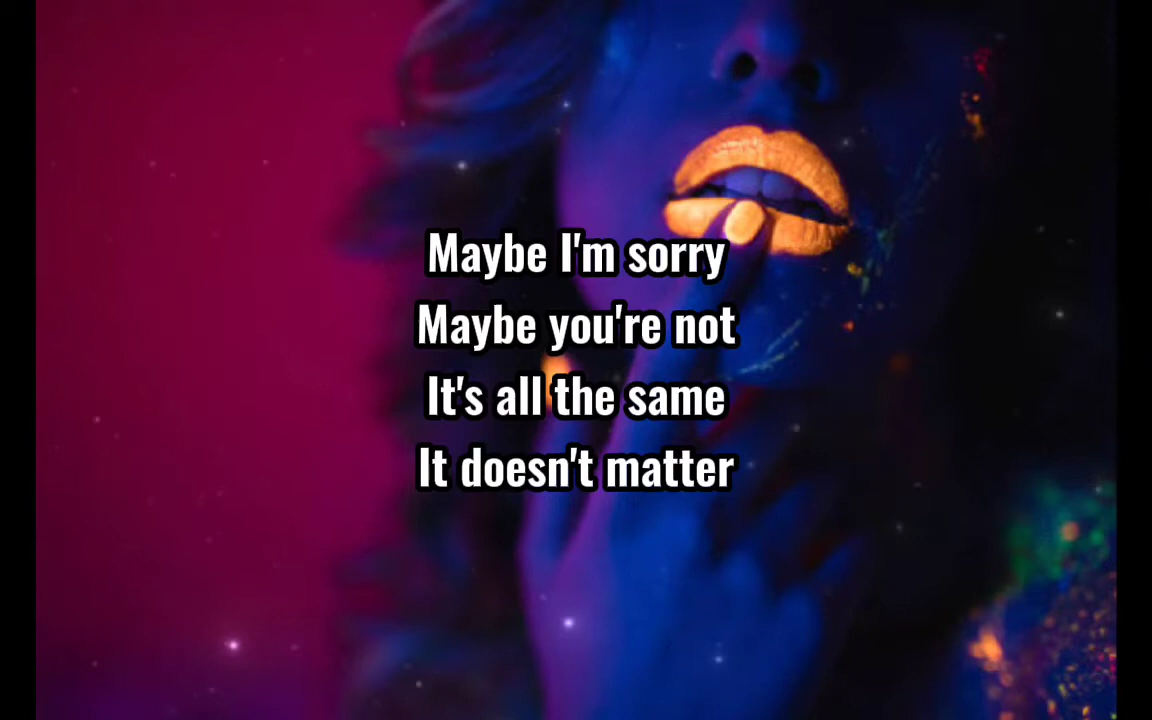 Maybe I'm sorry
Maybe you're not
It's all the same
It doesn't matter